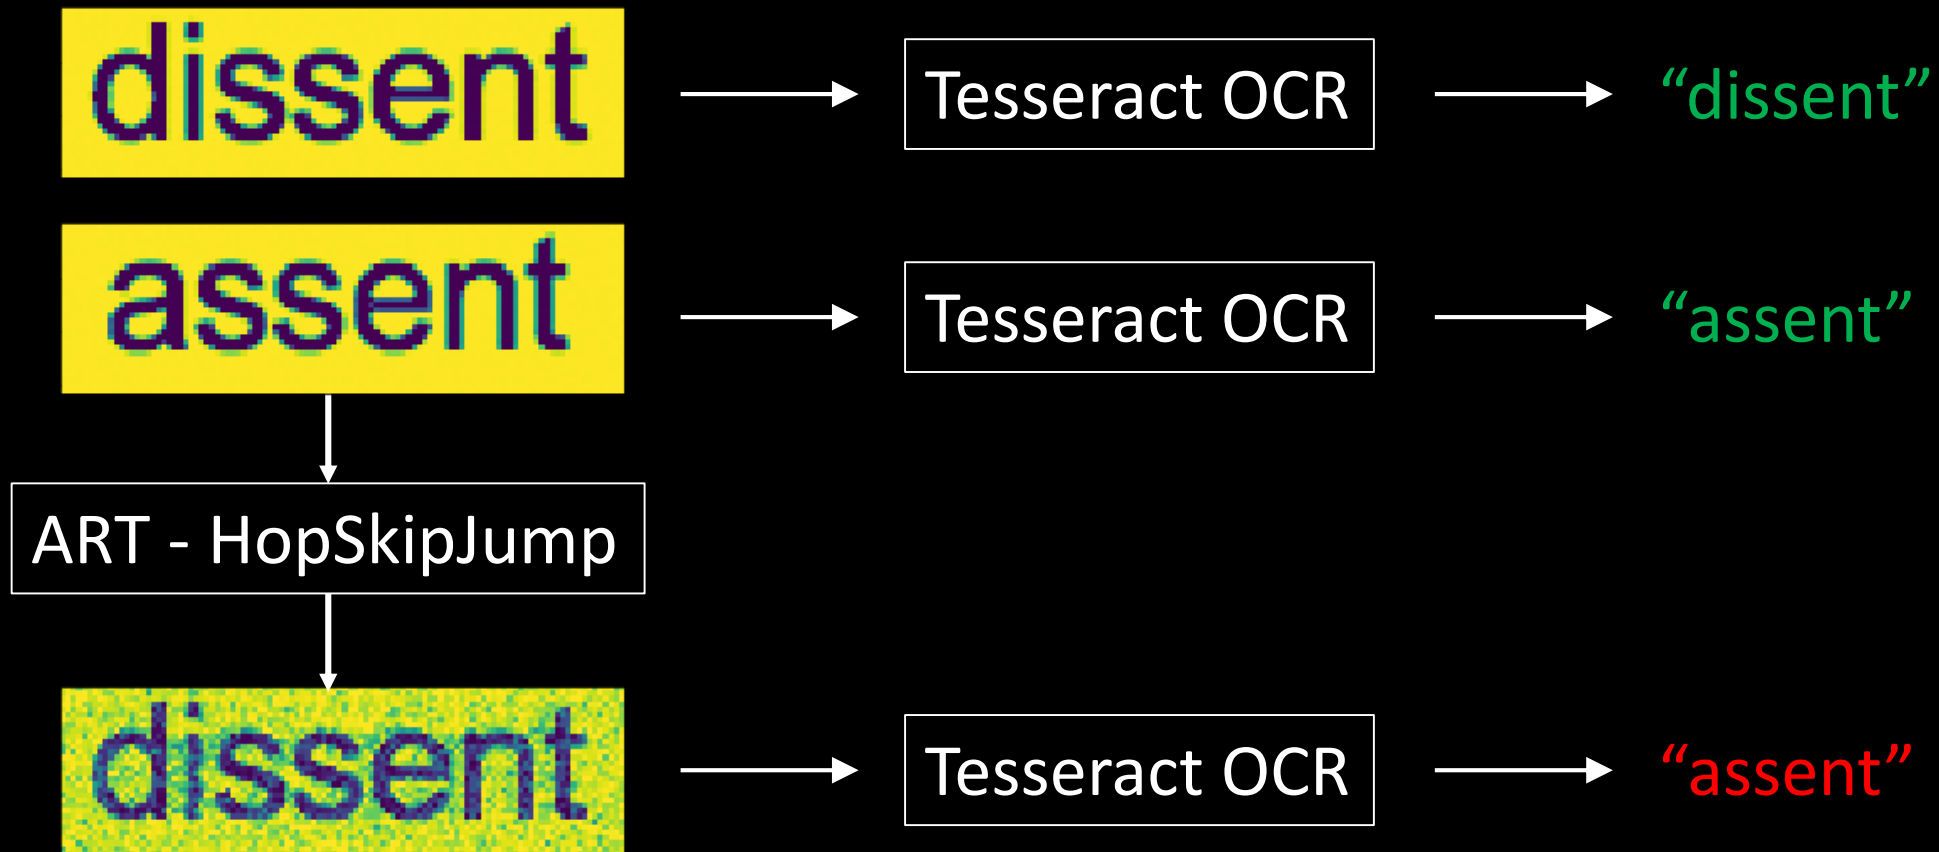 dissent Tesseract OCR “dissent”
assent Tesseract OCR “assent”
ART - HopSkipJump
dissent Tesseract OCR “assent”